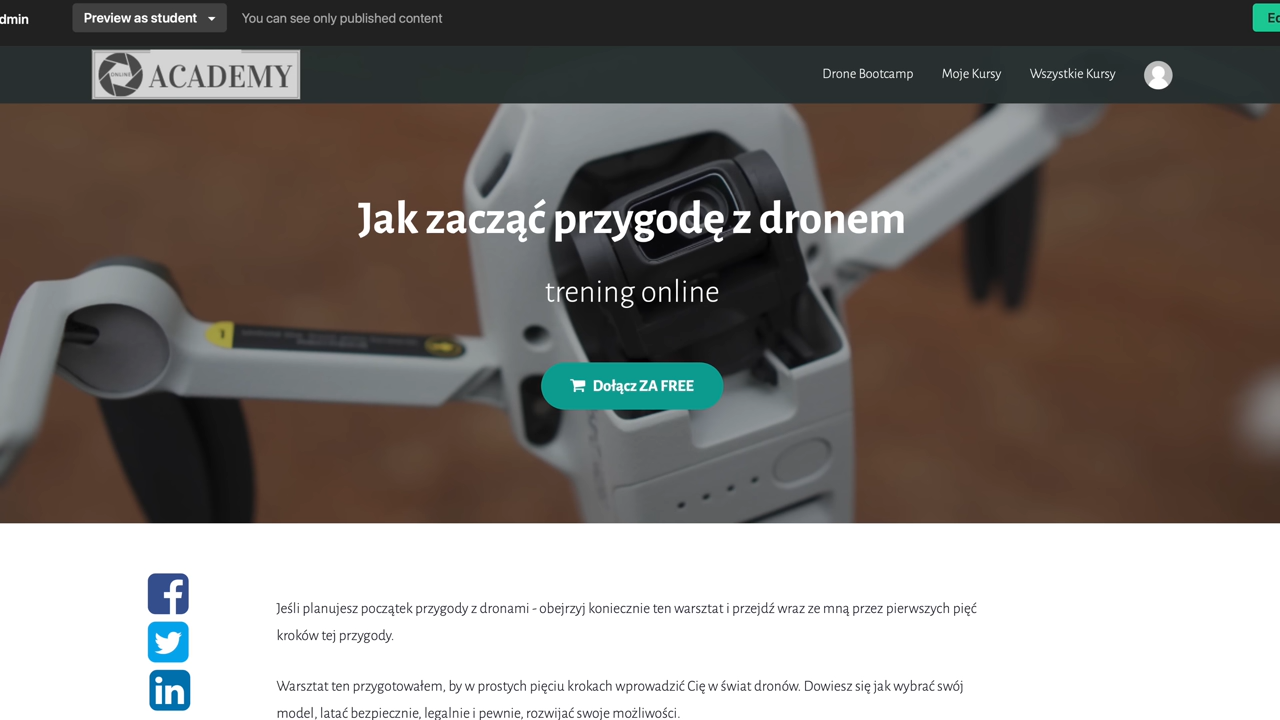 dmin
Preview as student
You can see only published content
Ec
ONLINE
ACADEMY
Drone Bootcamp
Moje Kursy
Wszystkie Kursy
Jak zacząć przygodę z dronem
trening online
Dołącz ZA FREE
Jeśli planujesz początek przygody z dronami - obejrzyj koniecznie ten warsztat i przejdź wraz ze mną przez pierwszych pięć
kroków tej przygody.
Warsztat ten przygotowałem, by w prostych pięciu krokach wprowadzić Cię w świat dronów. Dowiesz się jak wybrać swój
model, latać bezpiecznie, legalnie i pewnie, rozwijać swoje możliwości.